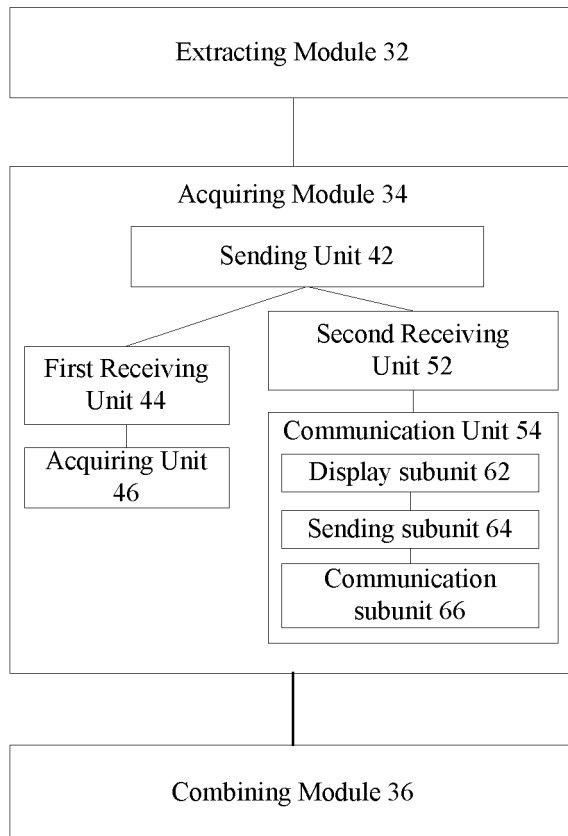 Extracting Module 32
Acquiring Module 34
Sending Unit 42
First Receiving
Unit 44
Acquiring Unit
46
Second Receiving
Unit 52
Communication Unit 54
Display subunit 62
Sending subunit 64
Communication
subunit 66
Combining Module 36